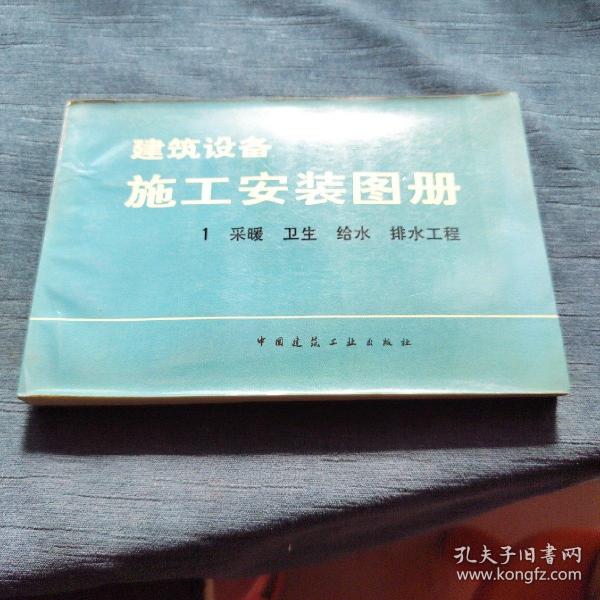 建筑设备
施工安装图册
1 采暖 卫生 给水 排水工程
中国建筑工业出版社
孔夫子旧書网
www.kongfz.com